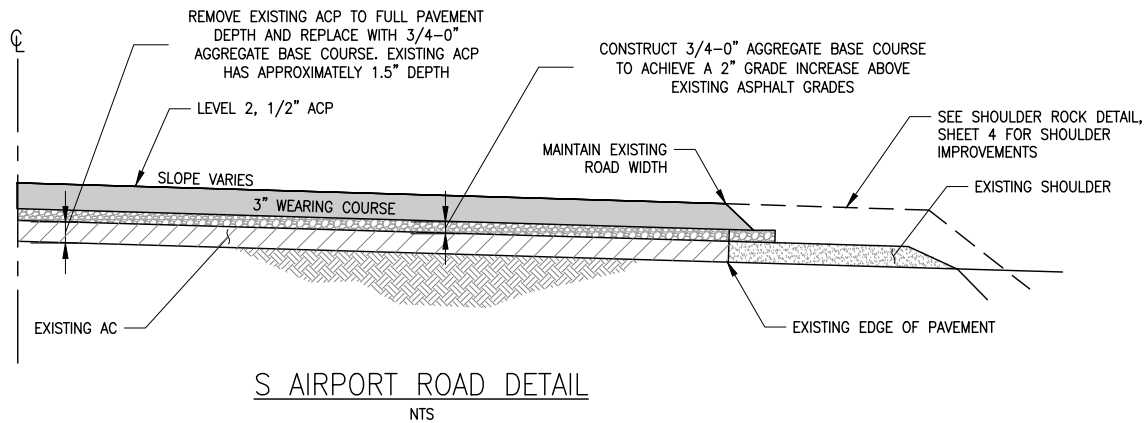 REMOVE EXISTING ACP TO FULL PAVEMENT
DEPTH AND REPLACE WITH 3/4-0"
AGGREGATE BASE COURSE. EXISTING ACP
HAS APPROXIMATELY 1.5" DEPTH
℄
CONSTRUCT 3/4-0" AGGREGATE BASE COURSE
TO ACHIEVE A 2" GRADE INCREASE ABOVE
EXISTING ASPHALT GRADES
LEVEL 2, 1/2" ACP
SEE SHOULDER ROCK DETAIL,
SHEET 4 FOR SHOULDER
IMPROVEMENTS
MAINTAIN EXISTING
ROAD WIDTH
SLOPE VARIES
EXISTING SHOULDER
3" WEARING COURSE
EXISTING AC
EXISTING EDGE OF PAVEMENT
S AIRPORT ROAD DETAIL
NTS